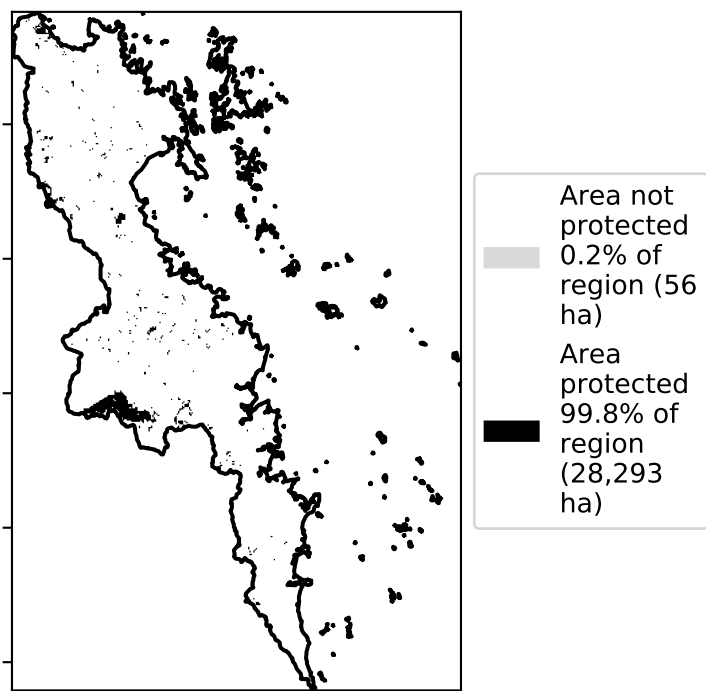 Area not
protected
0.2% of
region (56
ha)
Area
protected
99.8% of
region
(28,293
ha)